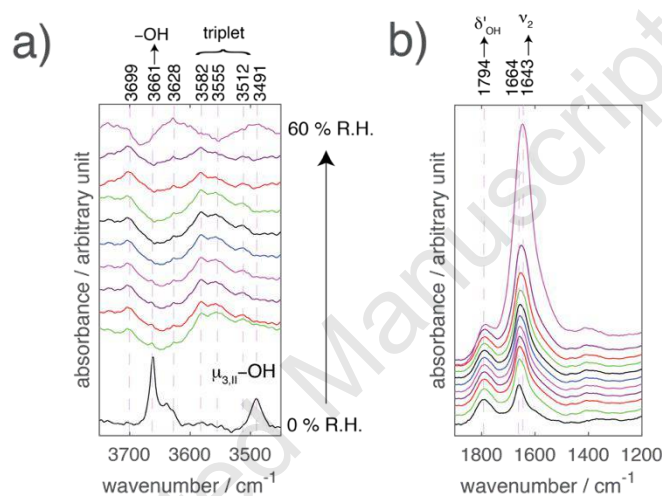 a)
–OH
triplet
3699
3661
3628
3582
3555
3512
3491
60 % R.H.
μ3,II–OH
0 % R.H.
absorbance / arbitrary unit
3700 3600 3500
wavenumber / cm⁻¹
b)
δ'OH
ν2
1794
1664
1643
absorbance / arbitrary unit
1800 1600 1400 1200
wavenumber / cm⁻¹
ed Manuscript